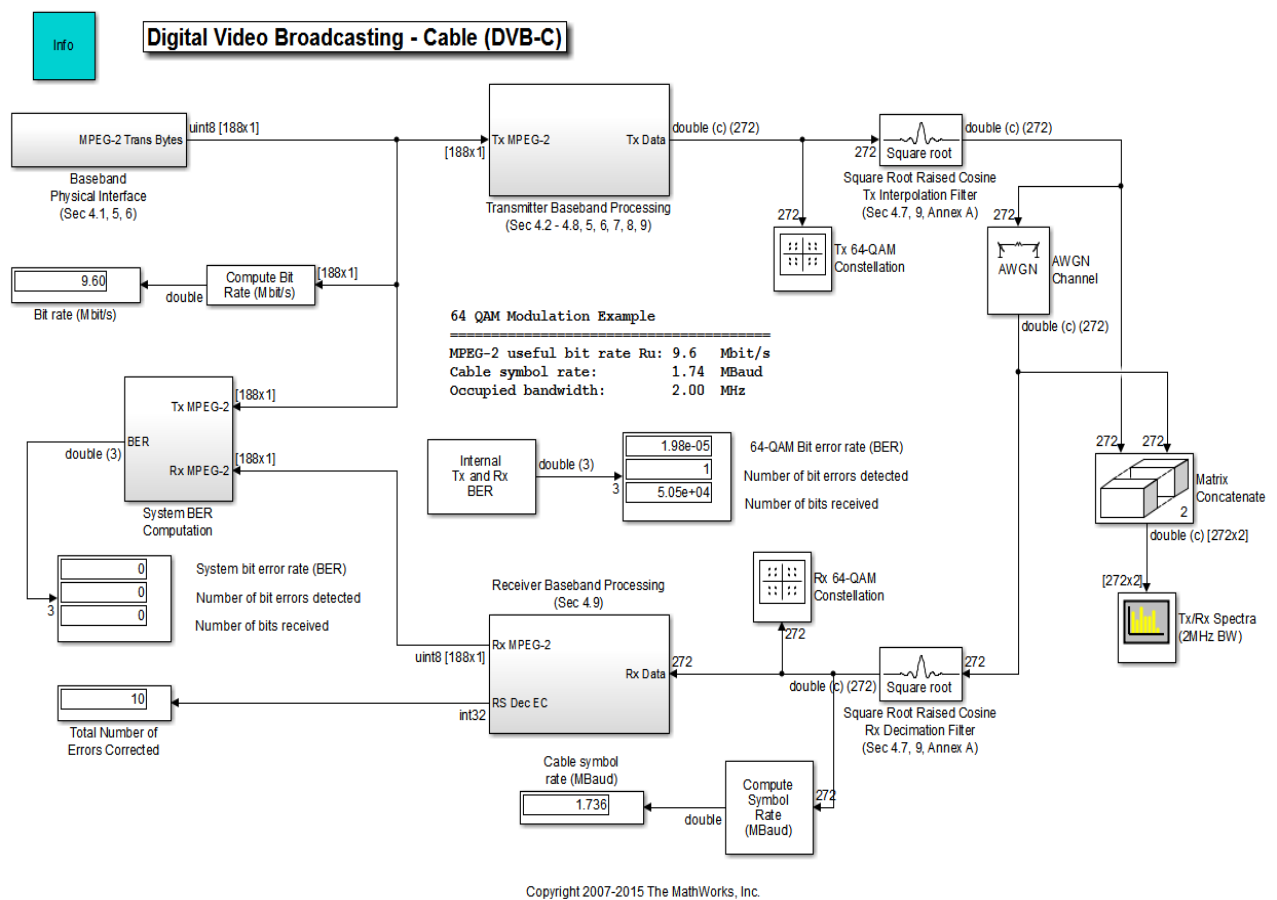 Info
Digital Video Broadcasting - Cable (DVB-C)
MPEG-2 Trans Bytes
uint8 [188x1]
Baseband
Physical Interface
(Sec 4.1, 5, 6)
[188x1]
Tx MPEG-2
Tx Data
Transmitter Baseband Processing
(Sec 4.2 - 4.8, 5, 6, 7, 8, 9)
double (c) (272)
272
Tx 64-QAM
Constellation
272
Square root
double (c) (272)
Square Root Raised Cosine
Tx Interpolation Filter
(Sec 4.7, 9, Annex A)
272
AWGN
AWGN
Channel
double (c) (272)
9.60
Bit rate (Mbit/s)
double
Compute Bit
Rate (Mbit/s)
[188x1]
64 QAM Modulation Example
=======================================
MPEG-2 useful bit rate Ru: 9.6 Mbit/s
Cable symbol rate: 1.74 MBaud
Occupied bandwidth: 2.00 MHz
Tx MPEG-2
[188x1]
BER
double (3)
Rx MPEG-2
[188x1]
System BER
Computation
Internal
Tx and Rx
BER
double (3)
3
1.98e-05
64-QAM Bit error rate (BER)
1
Number of bit errors detected
5.05e+04
Number of bits received
272
272
Matrix
Concatenate
2
double (c) [272x2]
[272x2]
Tx/Rx Spectra
(2MHz BW)
3
0
System bit error rate (BER)
0
Number of bit errors detected
0
Number of bits received
Receiver Baseband Processing
(Sec 4.9)
Rx MPEG-2
uint8 [188x1]
Rx Data
RS Dec EC
int32
272
Rx 64-QAM
Constellation
272
double (c) (272)
Square root
272
Square Root Raised Cosine
Rx Decimation Filter
(Sec 4.7, 9, Annex A)
10
Total Number of
Errors Corrected
Cable symbol
rate (MBaud)
1.736
double
Compute
Symbol
Rate
(MBaud)
272
Copyright 2007-2015 The MathWorks, Inc.